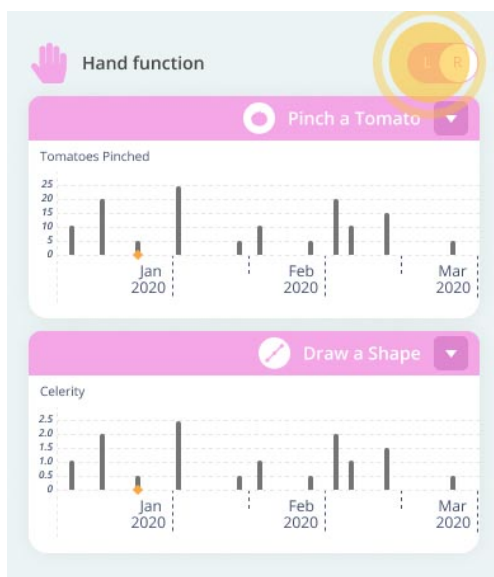 Hand function
L R
Pinch a Tomato
Tomatoes Pinched
25
20
15
10
5
0
Jan Feb Mar
2020 2020 2020
Draw a Shape
Celerity
2.5
2.0
1.5
1.0
0.5
0
Jan Feb Mar
2020 2020 2020